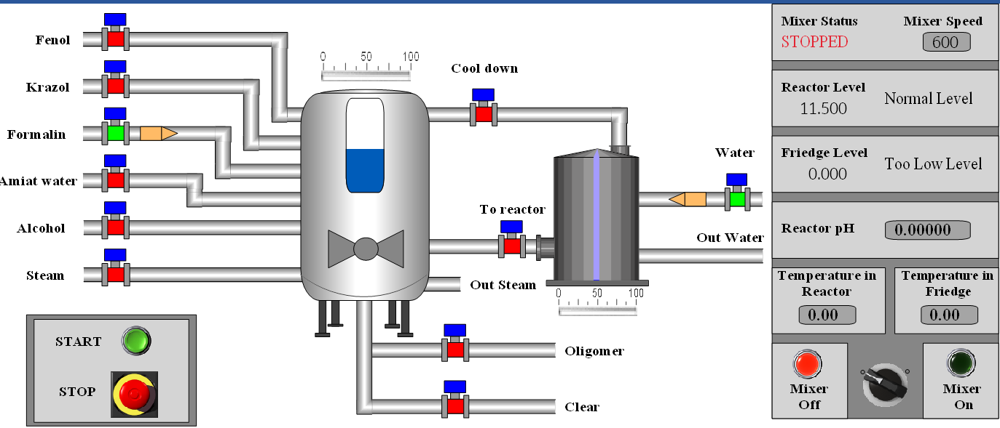 Fenol
Krazol
Formalin
Amiat water
Alcohol
Steam
START
STOP
0 50 100
Cool down
To reactor
Out Steam
Oligomer
Clear
Water
Out Water
0 50 100
Mixer Status
STOPPED
Mixer Speed
600
Reactor Level
11.500
Normal Level
Friedge Level
0.000
Too Low Level
Reactor pH
0.00000
Temperature in
Reactor
0.00
Temperature in
Friedge
0.00
Mixer
Off
Mixer
On